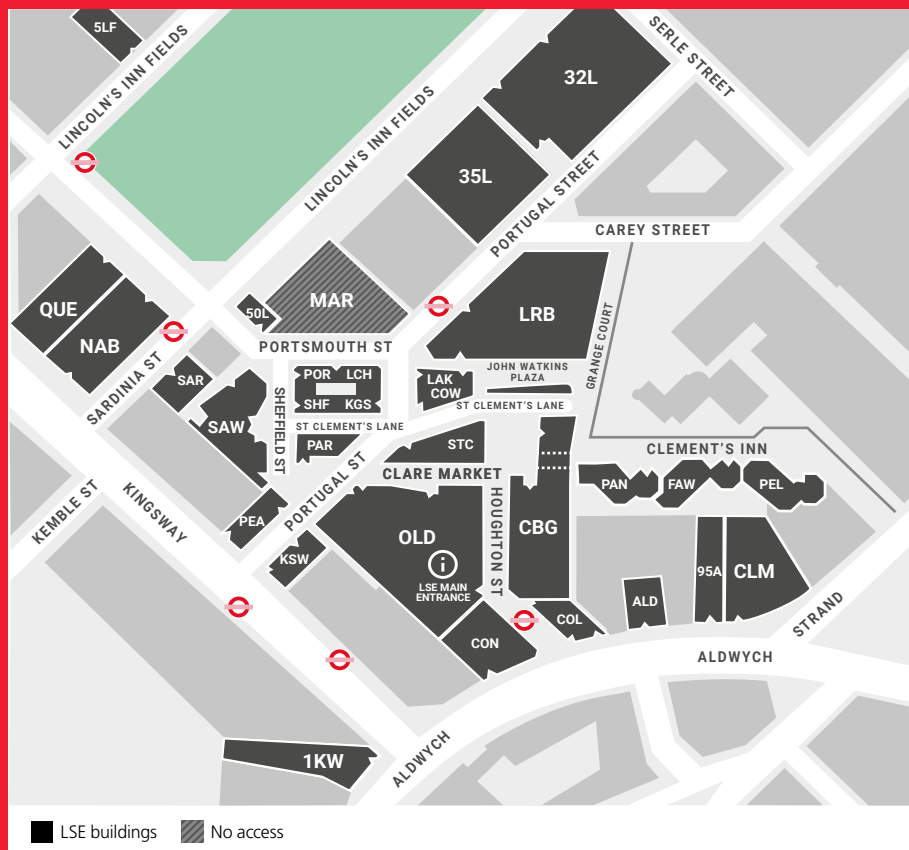 5LF
LINCOLN'S INN FIELDS
SERLE STREET
32L
LINCOLN'S INN FIELDS
35L
PORTUGAL STREET
CAREY STREET
QUE
NAB
50L
MAR
LRB
GRANGE COURT
PORTSMOUTH ST
SARDINIA ST
SAR
SAW
SHEFFIELD ST
POR LCH
SHF KGS
LAK
COW
JOHN WATKINS
PLAZA
ST CLEMENT'S LANE
ST CLEMENT'S LANE
PAR
STC
CLARE MARKET
CLEMENT'S INN
PAN
FAW
PEL
KEMBLE ST
KINGSWAY
PEA
PORTUGAL ST
KSW
OLD
i
LSE MAIN
ENTRANCE
HOUGHTON ST
CBG
95A
CLM
ALD
COL
CON
STRAND
ALDWYCH
ALDWYCH
1KW
LSE buildings
No access